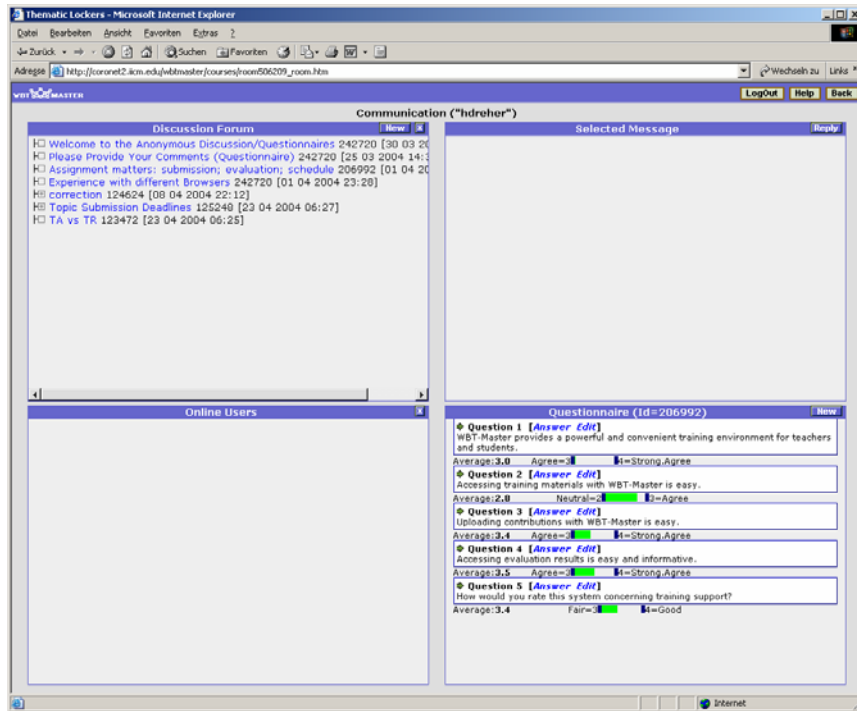 Thematic Lockers - Microsoft Internet Explorer
Datei Bearbeiten Ansicht Favoriten Extras ?
Zurück Suchen Favoriten
Adresse http://coronet2.iicm.edu/wbtmaster/courses/room506209_room.htm Wechseln zu Links
WBT MASTER LogOut Help Back
Communication ("hdreher")
Discussion Forum New X
Welcome to the Anonymous Discussion/Questionnaires 242720 [30 03 20
Please Provide Your Comments (Questionnaire) 242720 [25 03 2004 14:
Assignment matters: submission; evaluation; schedule 206992 [01 04 20
Experience with different Browsers 242720 [01 04 2004 23:28]
correction 124624 [08 04 2004 22:12]
Topic Submission Deadlines 125248 [23 04 2004 06:27]
TA vs TR 123472 [23 04 2004 06:25]
Selected Message Reply
Online Users X
Questionnaire (Id=206992) New
Question 1 [Answer Edit]
WBT-Master provides a powerful and convenient training environment for teachers
and students.
Average:3.0 Agree=3 4=Strong.Agree
Question 2 [Answer Edit]
Accessing training materials with WBT-Master is easy.
Average:2.8 Neutral=2 3=Agree
Question 3 [Answer Edit]
Uploading contributions with WBT-Master is easy.
Average:3.4 Agree=3 4=Strong.Agree
Question 4 [Answer Edit]
Accessing evaluation results is easy and informative.
Average:3.5 Agree=3 4=Strong.Agree
Question 5 [Answer Edit]
How would you rate this system concerning training support?
Average:3.4 Fair=3 4=Good
Internet